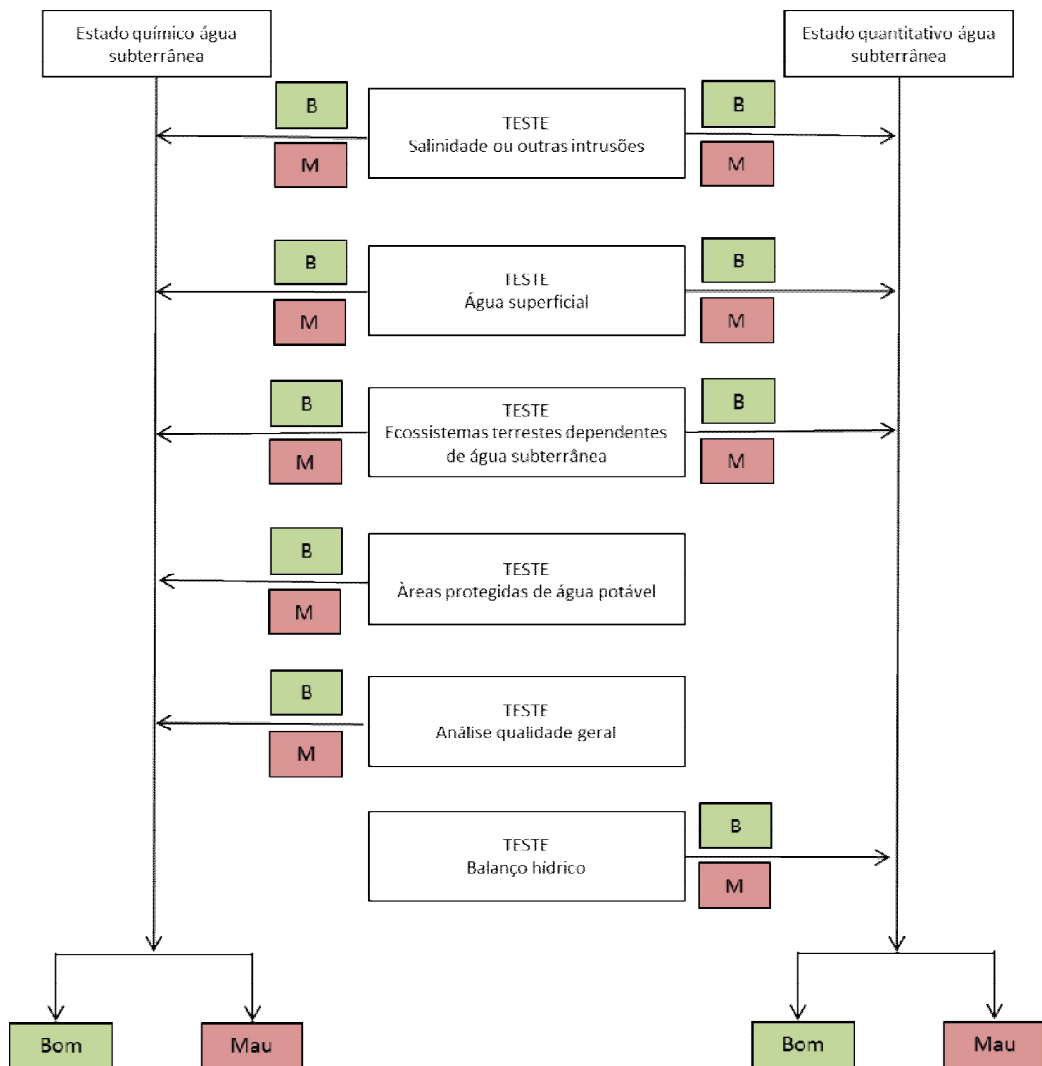 Estado químico água
subterrânea
Estado quantitativo água
subterrânea
B
M
TESTE
Salinidade ou outras intrusões
B
M
B
M
TESTE
Água superficial
B
M
B
M
TESTE
Ecossistemas terrestes dependentes
de água subterrânea
B
M
B
M
TESTE
Àreas protegidas de água potável
B
M
TESTE
Análise qualidade geral
TESTE
Balanço hídrico
B
M
Bom
Mau
Bom
Mau